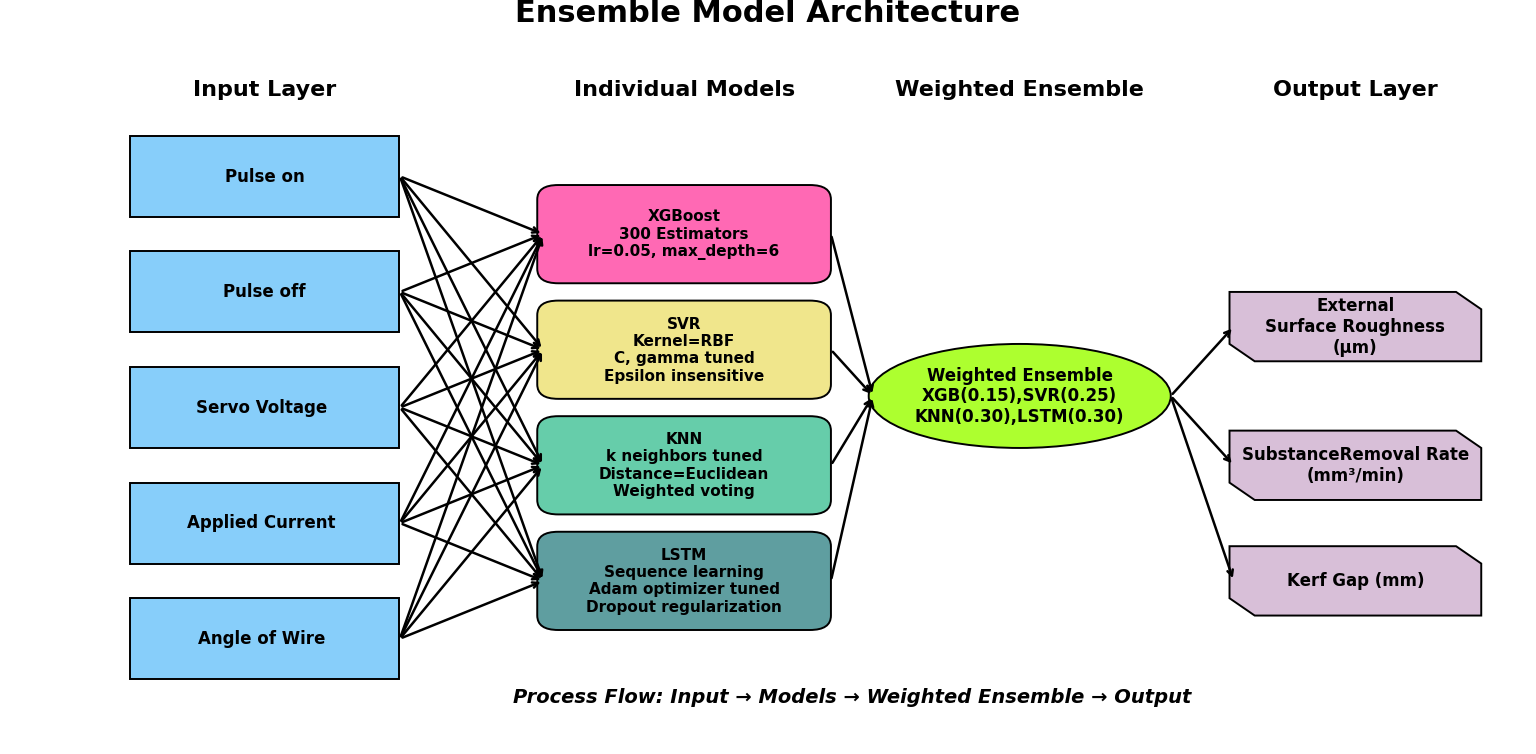 Ensemble Model Architecture
Input Layer
Individual Models
Weighted Ensemble
Output Layer
Pulse on
Pulse off
Servo Voltage
Applied Current
Angle of Wire
XGBoost
300 Estimators
lr=0.05, max_depth=6
SVR
Kernel=RBF
C, gamma tuned
Epsilon insensitive
KNN
k neighbors tuned
Distance=Euclidean
Weighted voting
LSTM
Sequence learning
Adam optimizer tuned
Dropout regularization
Weighted Ensemble
XGB(0.15),SVR(0.25)
KNN(0.30),LSTM(0.30)
External
Surface Roughness
(μm)
SubstanceRemoval Rate
(mm³/min)
Kerf Gap (mm)
Process Flow: Input → Models → Weighted Ensemble → Output